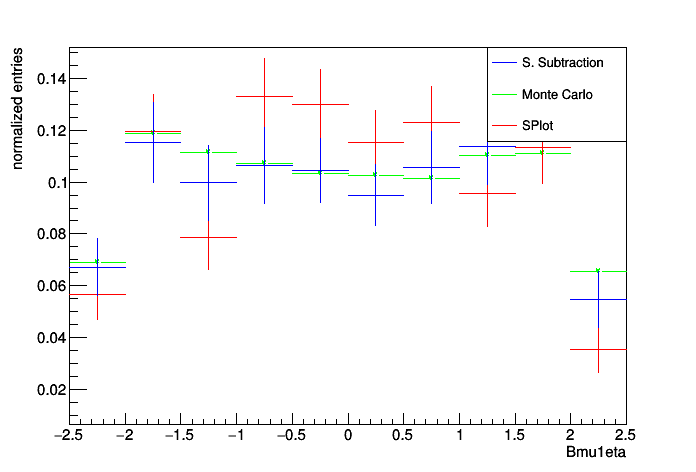 normalized entries
0.14
0.12
0.1
0.08
0.06
0.04
0.02
S. Subtraction
Monte Carlo
SPlot
−2.5 −2 −1.5 −1 −0.5 0 0.5 1 1.5 2 2.5
Bmu1eta